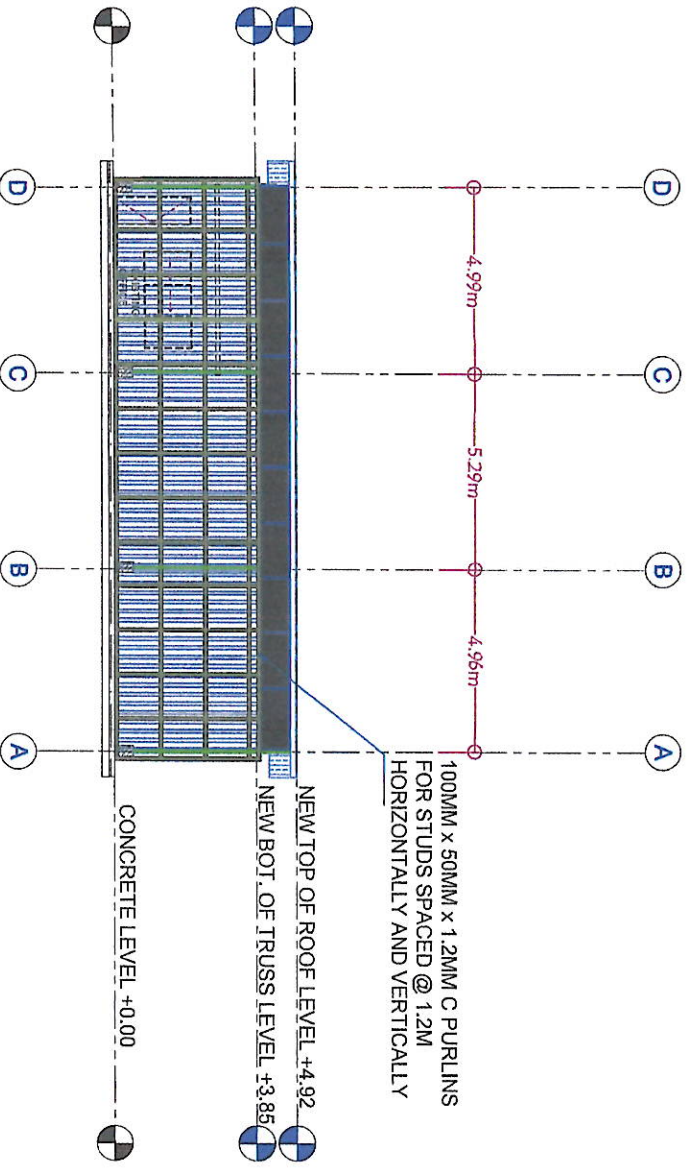 D
C
B
A
4.99m
5.29m
4.96m
100MM x 50MM x 1.2MM C PURLINS
FOR STUDS SPACED @ 1.2M
HORIZONTALLY AND VERTICALLY
NEW TOP OF ROOF LEVEL +4.92
NEW BOT. OF TRUSS LEVEL +3.85
CONCRETE LEVEL +0.00
D
C
B
A